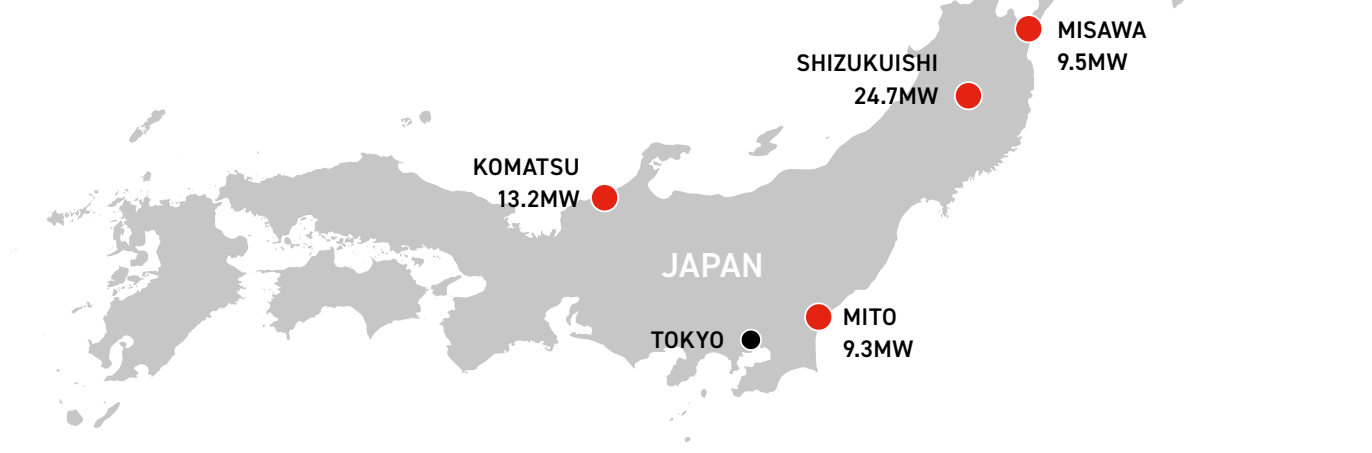 MISAWA
9.5MW
SHIZUKUISHI
24.7MW
KOMATSU
13.2MW
JAPAN
MITO
9.3MW
TOKYO